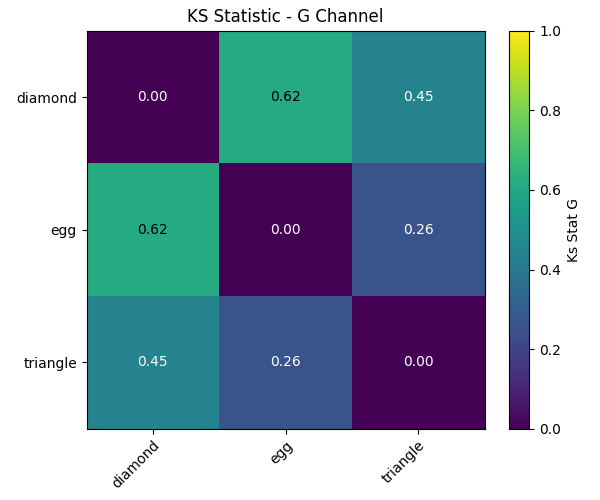 KS Statistic - G Channel
diamond 0.00 0.62 0.45
egg 0.62 0.00 0.26
triangle 0.45 0.26 0.00
diamond egg triangle
1.0
0.8
0.6
0.4
0.2
0.0
Ks Stat G